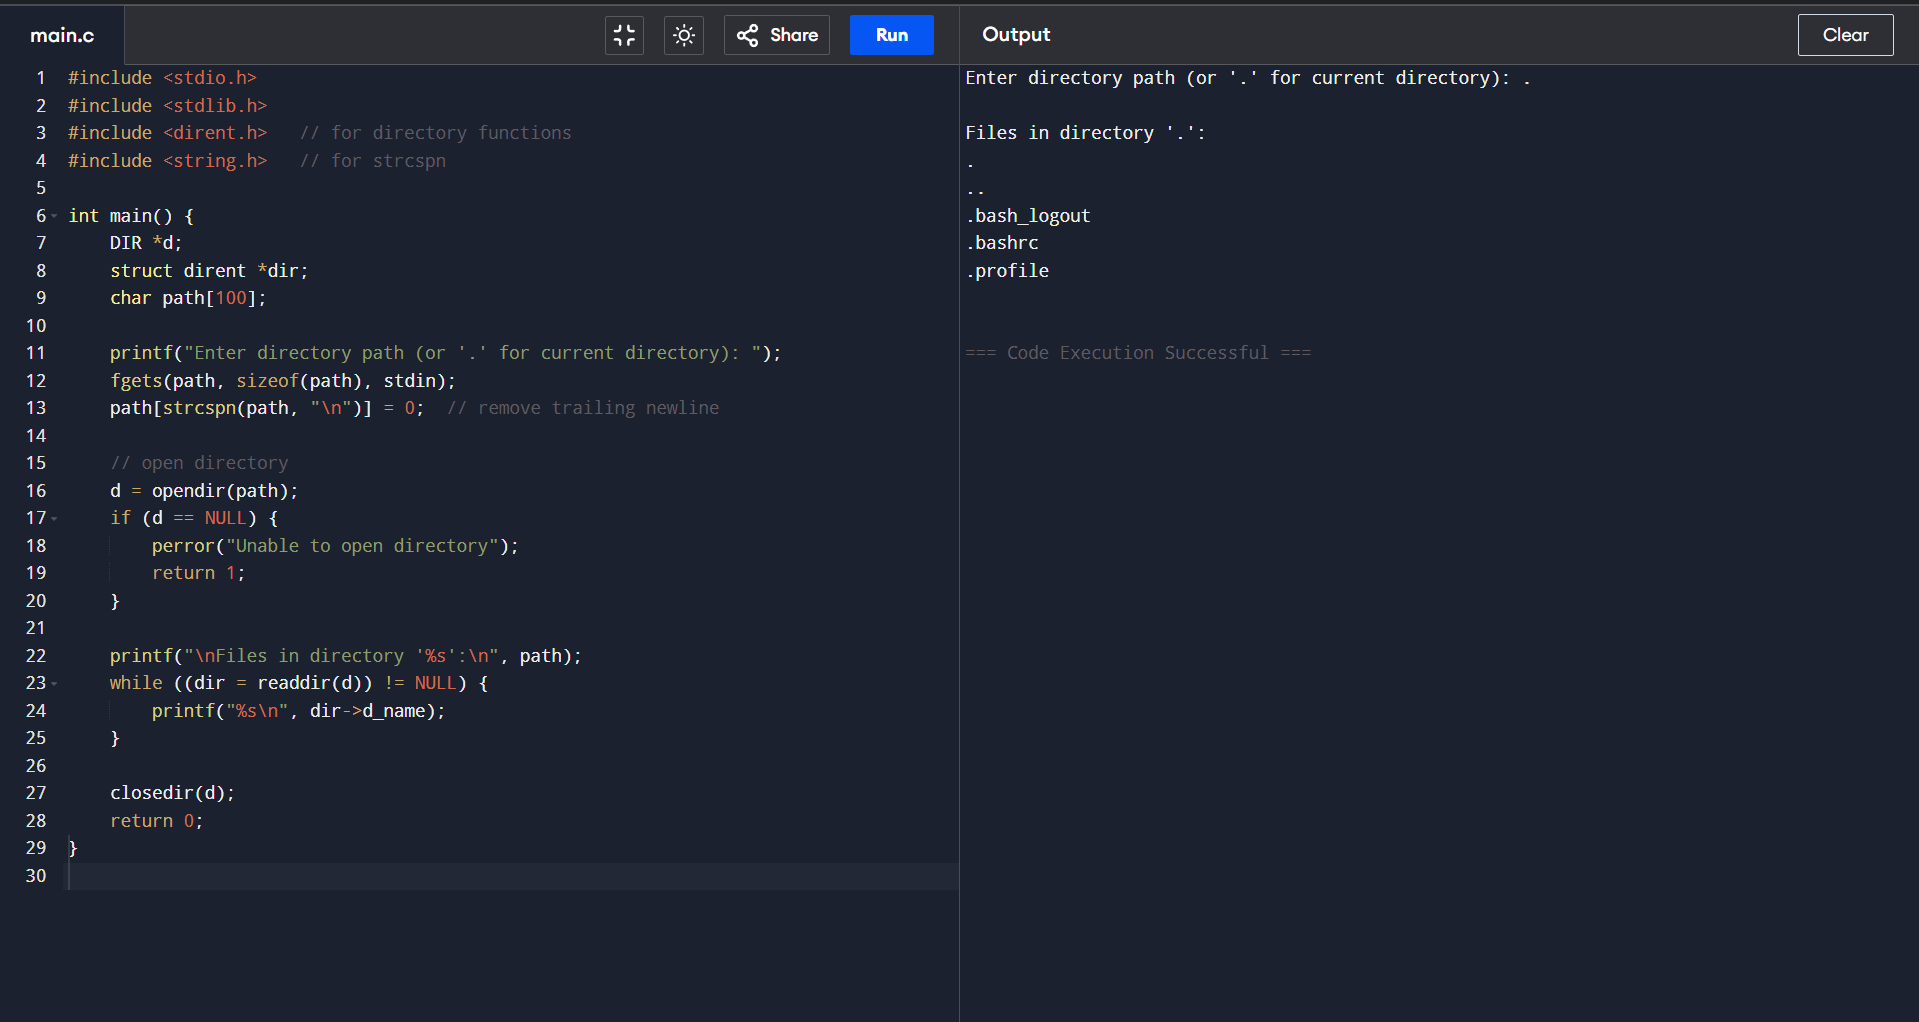 main.c
Share
Run
Output
Clear
1 #include <stdio.h>
2 #include <stdlib.h>
3 #include <dirent.h>   // for directory functions
4 #include <string.h>   // for strcspn
5
6 int main() {
7     DIR *d;
8     struct dirent *dir;
9     char path[100];
10
11     printf("Enter directory path (or '.' for current directory): ");
12     fgets(path, sizeof(path), stdin);
13     path[strcspn(path, "\n")] = 0;  // remove trailing newline
14
15     // open directory
16     d = opendir(path);
17     if (d == NULL) {
18         perror("Unable to open directory");
19         return 1;
20     }
21
22     printf("\nFiles in directory '%s':\n", path);
23     while ((dir = readdir(d)) != NULL) {
24         printf("%s\n", dir->d_name);
25     }
26
27     closedir(d);
28     return 0;
29 }
30
Enter directory path (or '.' for current directory): .
Files in directory '.':
.
..
.bash_logout
.bashrc
.profile
=== Code Execution Successful ===